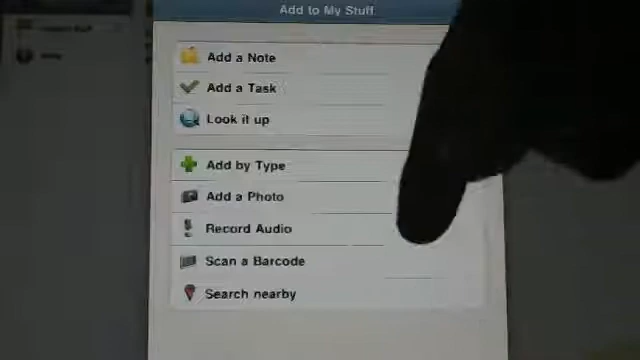 Add to My Stuff
Add a Note
Add a Task
Look it up
Add by Type
Add a Photo
Record Audio
Scan a Barcode
Search nearby